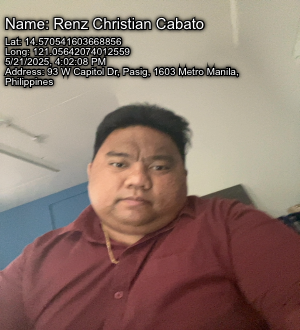 Name: Renz Christian Cabato
Lat: 14.570541603668856
Long: 121.05642074012559
5/21/2025, 4:02:08 PM
Address: 93 W Capitol Dr, Pasig, 1603 Metro Manila,
Philippines